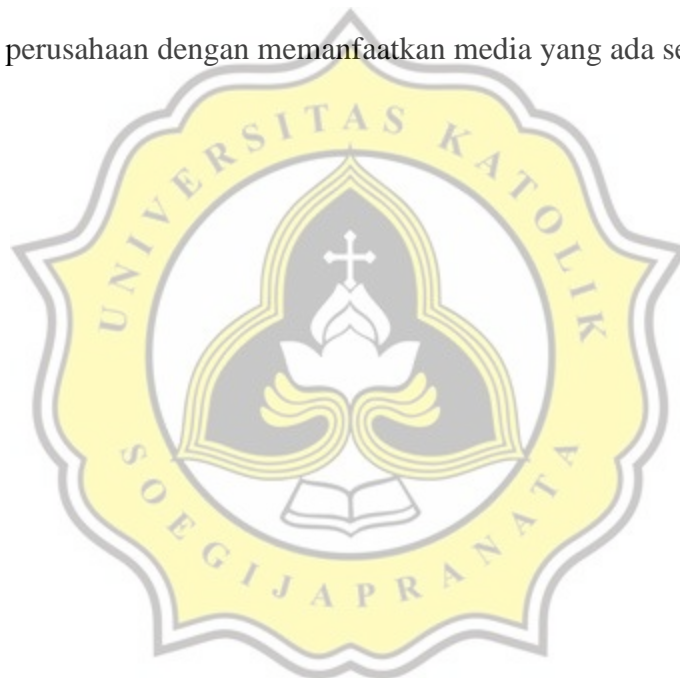 perusahaan dengan memanfaatkan media yang ada se
UNIVERSITAS KATOLIK
SOEGIJAPRANATA